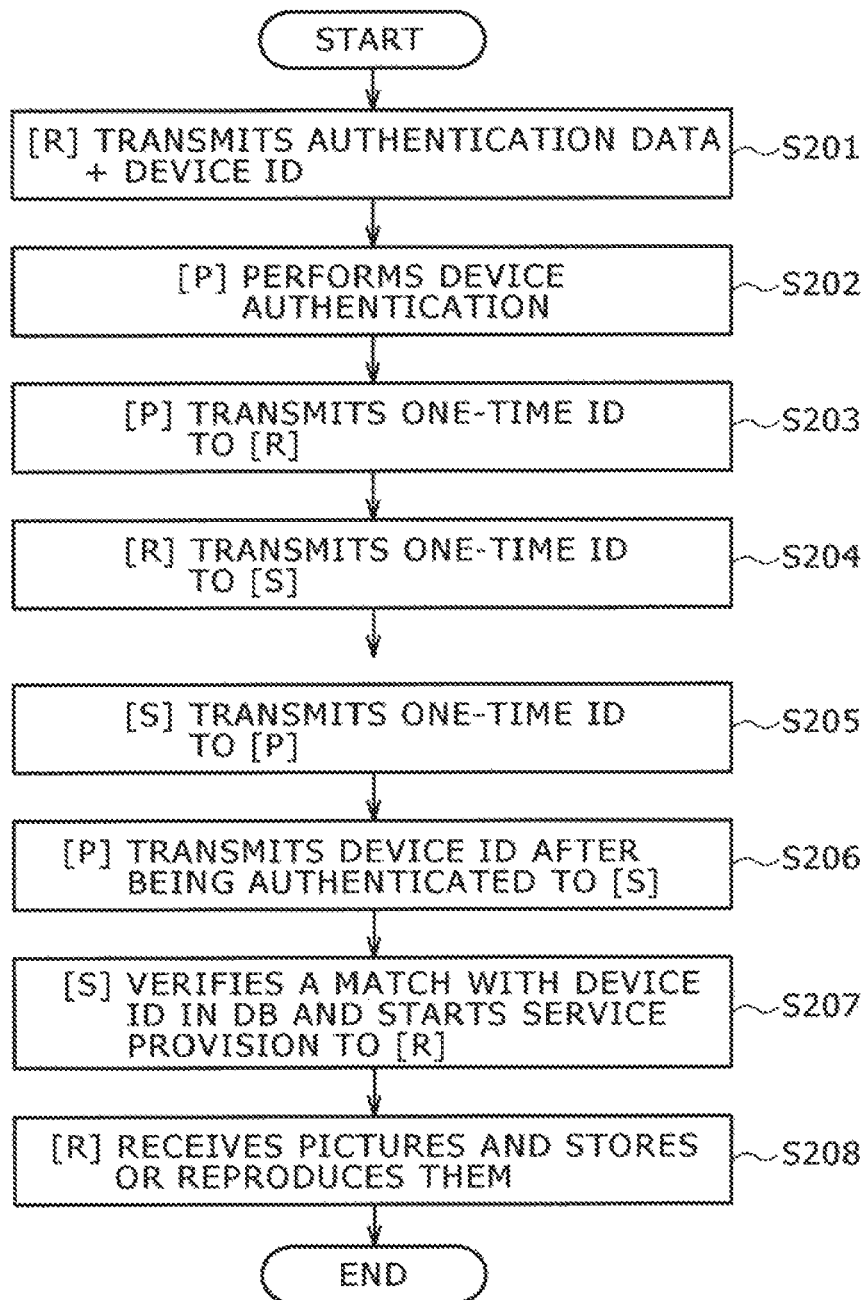 START
[R] TRANSMITS AUTHENTICATION DATA
+ DEVICE ID
S201
[P] PERFORMS DEVICE
AUTHENTICATION
S202
[P] TRANSMITS ONE-TIME ID
TO [R]
S203
[R] TRANSMITS ONE-TIME ID
TO [S]
S204
[S] TRANSMITS ONE-TIME ID
TO [P]
S205
[P] TRANSMITS DEVICE ID AFTER
BEING AUTHENTICATED TO [S]
S206
[S] VERIFIES A MATCH WITH DEVICE
ID IN DB AND STARTS SERVICE
PROVISION TO [R]
S207
[R] RECEIVES PICTURES AND STORES
OR REPRODUCES THEM
S208
END